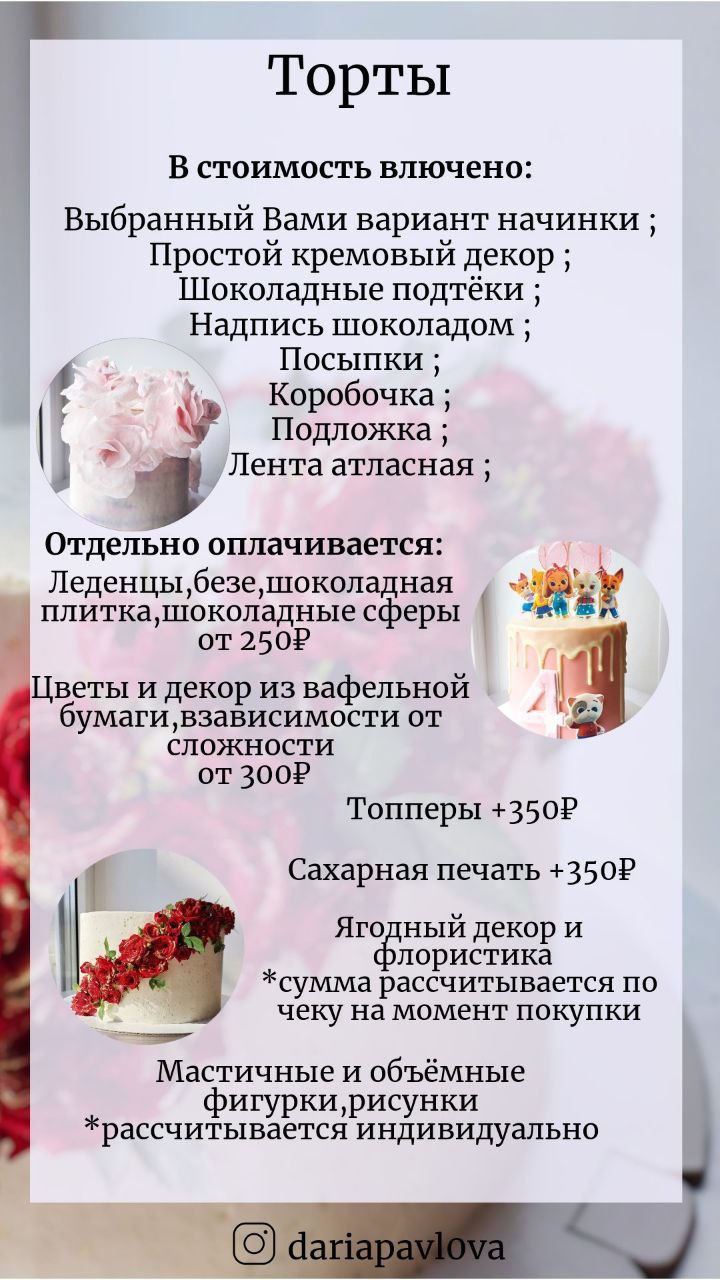 Торты
В стоимость влючено:
Выбранный Вами вариант начинки ;
Простой кремовый декор ;
Шоколадные подтёки ;
Надпись шоколадом ;
Посыпки ;
Коробочка ;
Подложка ;
Лента атласная ;
Отдельно оплачивается:
Леденцы,безе,шоколадная
плитка,шоколадные сферы
от 250₽
Цветы и декор из вафельной
бумаги,взависимости от
сложности
от 300₽
Топперы +350₽
Сахарная печать +350₽
Ягодный декор и
флористика
*сумма рассчитывается по
чеку на момент покупки
Мастичные и объёмные
фигурки,рисунки
*рассчитывается индивидуально
dariapavl0va